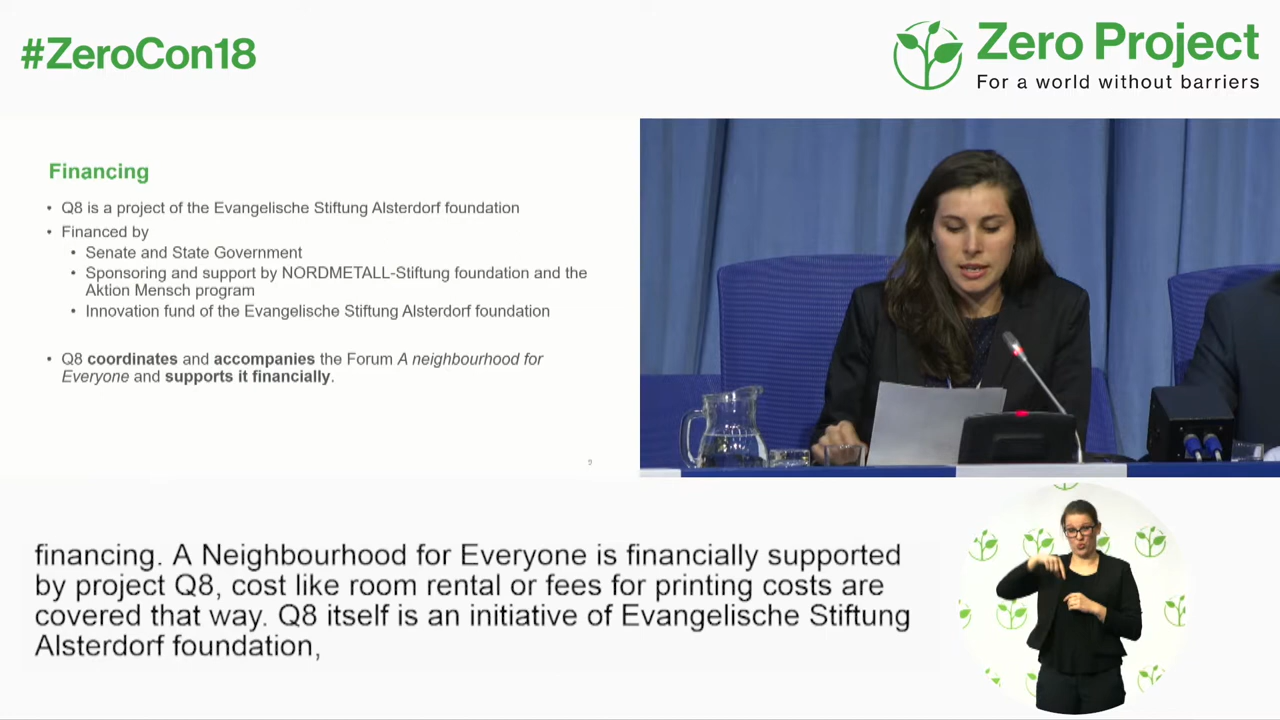 #ZeroCon18
Zero Project
For a world without barriers
Financing
• Q8 is a project of the Evangelische Stiftung Alsterdorf foundation
• Financed by
• Senate and State Government
• Sponsoring and support by NORDMETALL-Stiftung foundation and the
Aktion Mensch program
• Innovation fund of the Evangelische Stiftung Alsterdorf foundation
• Q8 coordinates and accompanies the Forum A neighbourhood for
Everyone and supports it financially.
9
financing. A Neighbourhood for Everyone is financially supported
by project Q8, cost like room rental or fees for printing costs are
covered that way. Q8 itself is an initiative of Evangelische Stiftung
Alsterdorf foundation,